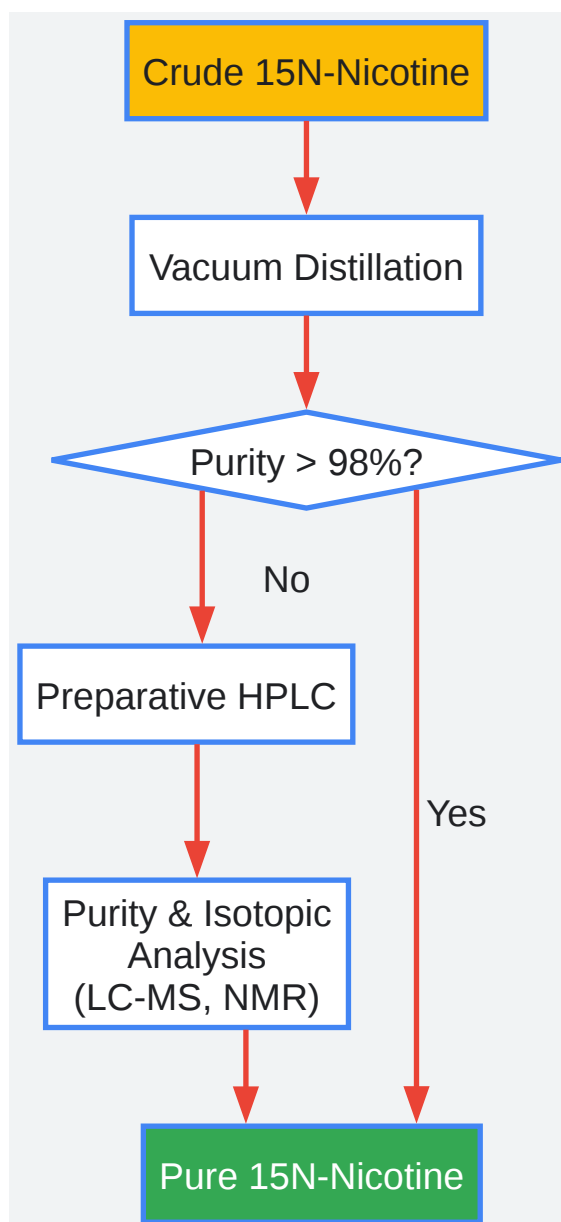 Crude 15N-Nicotine
Vacuum Distillation
Purity > 98%?
No
Preparative HPLC
Yes
Purity & Isotopic
Analysis
(LC-MS, NMR)
Pure 15N-Nicotine